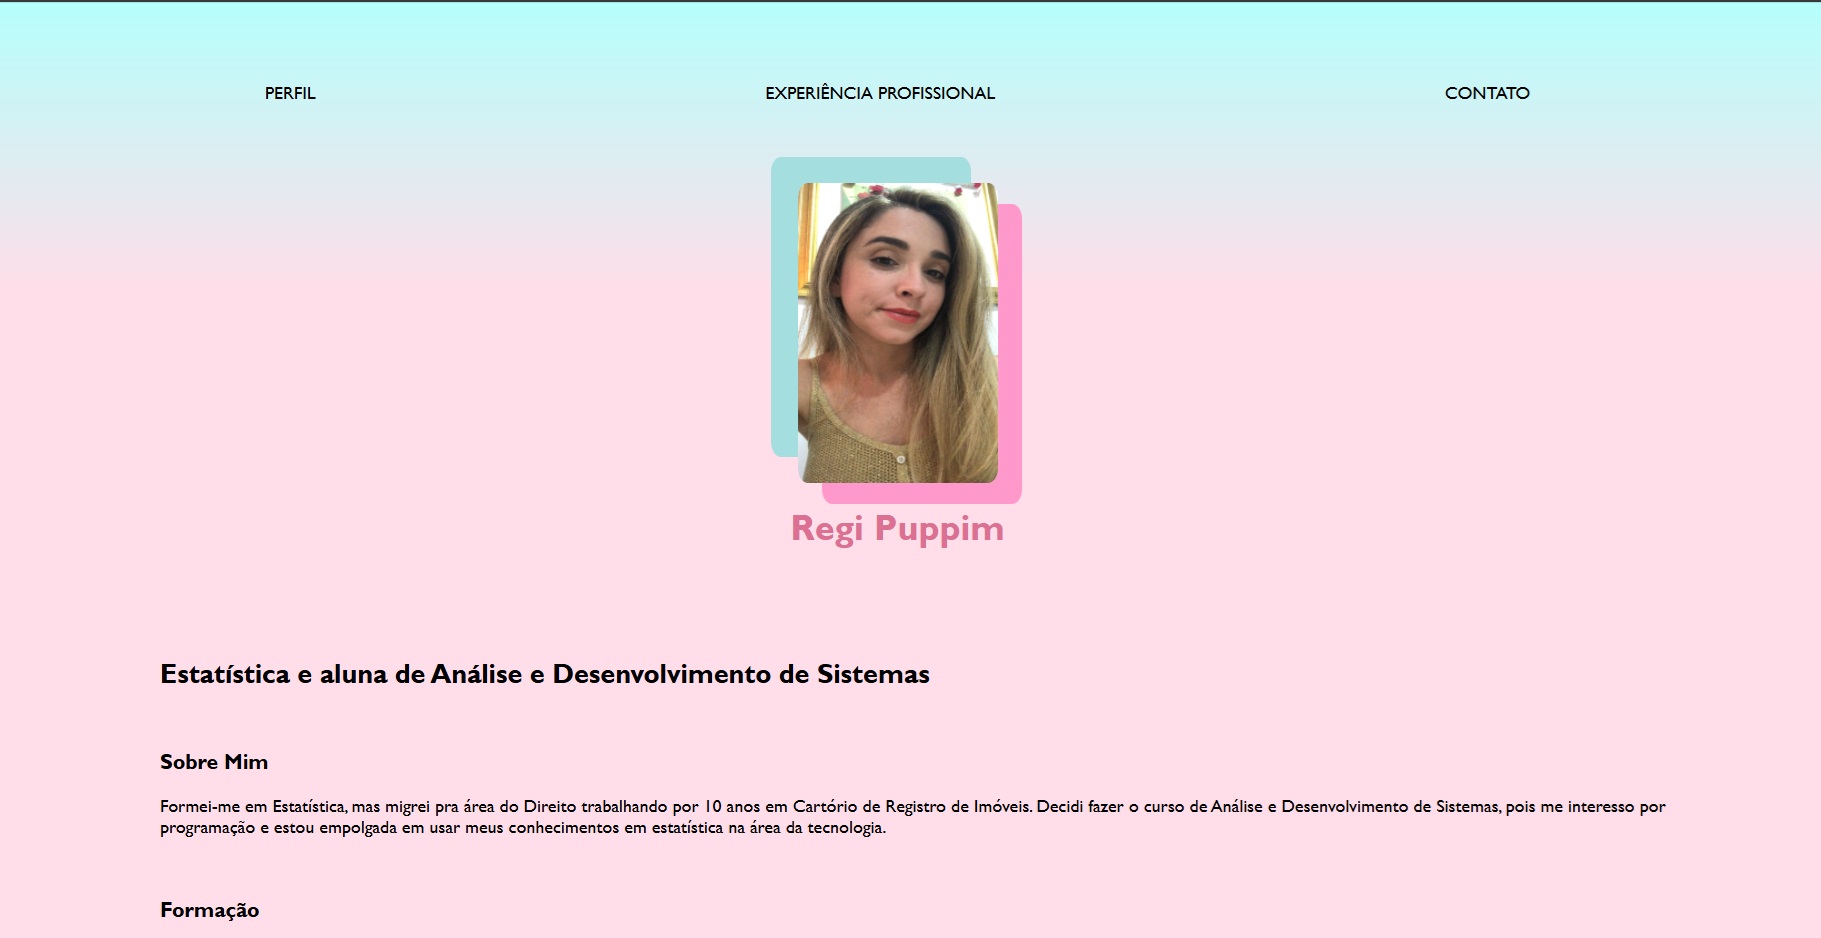 PERFIL
EXPERIÊNCIA PROFISSIONAL
CONTATO
Regi Puppim
Estatística e aluna de Análise e Desenvolvimento de Sistemas
Sobre Mim
Formei-me em Estatística, mas migrei pra área do Direito trabalhando por 10 anos em Cartório de Registro de Imóveis. Decidi fazer o curso de Análise e Desenvolvimento de Sistemas, pois me interesso por
programação e estou empolgada em usar meus conhecimentos em estatística na área da tecnologia.
Formação